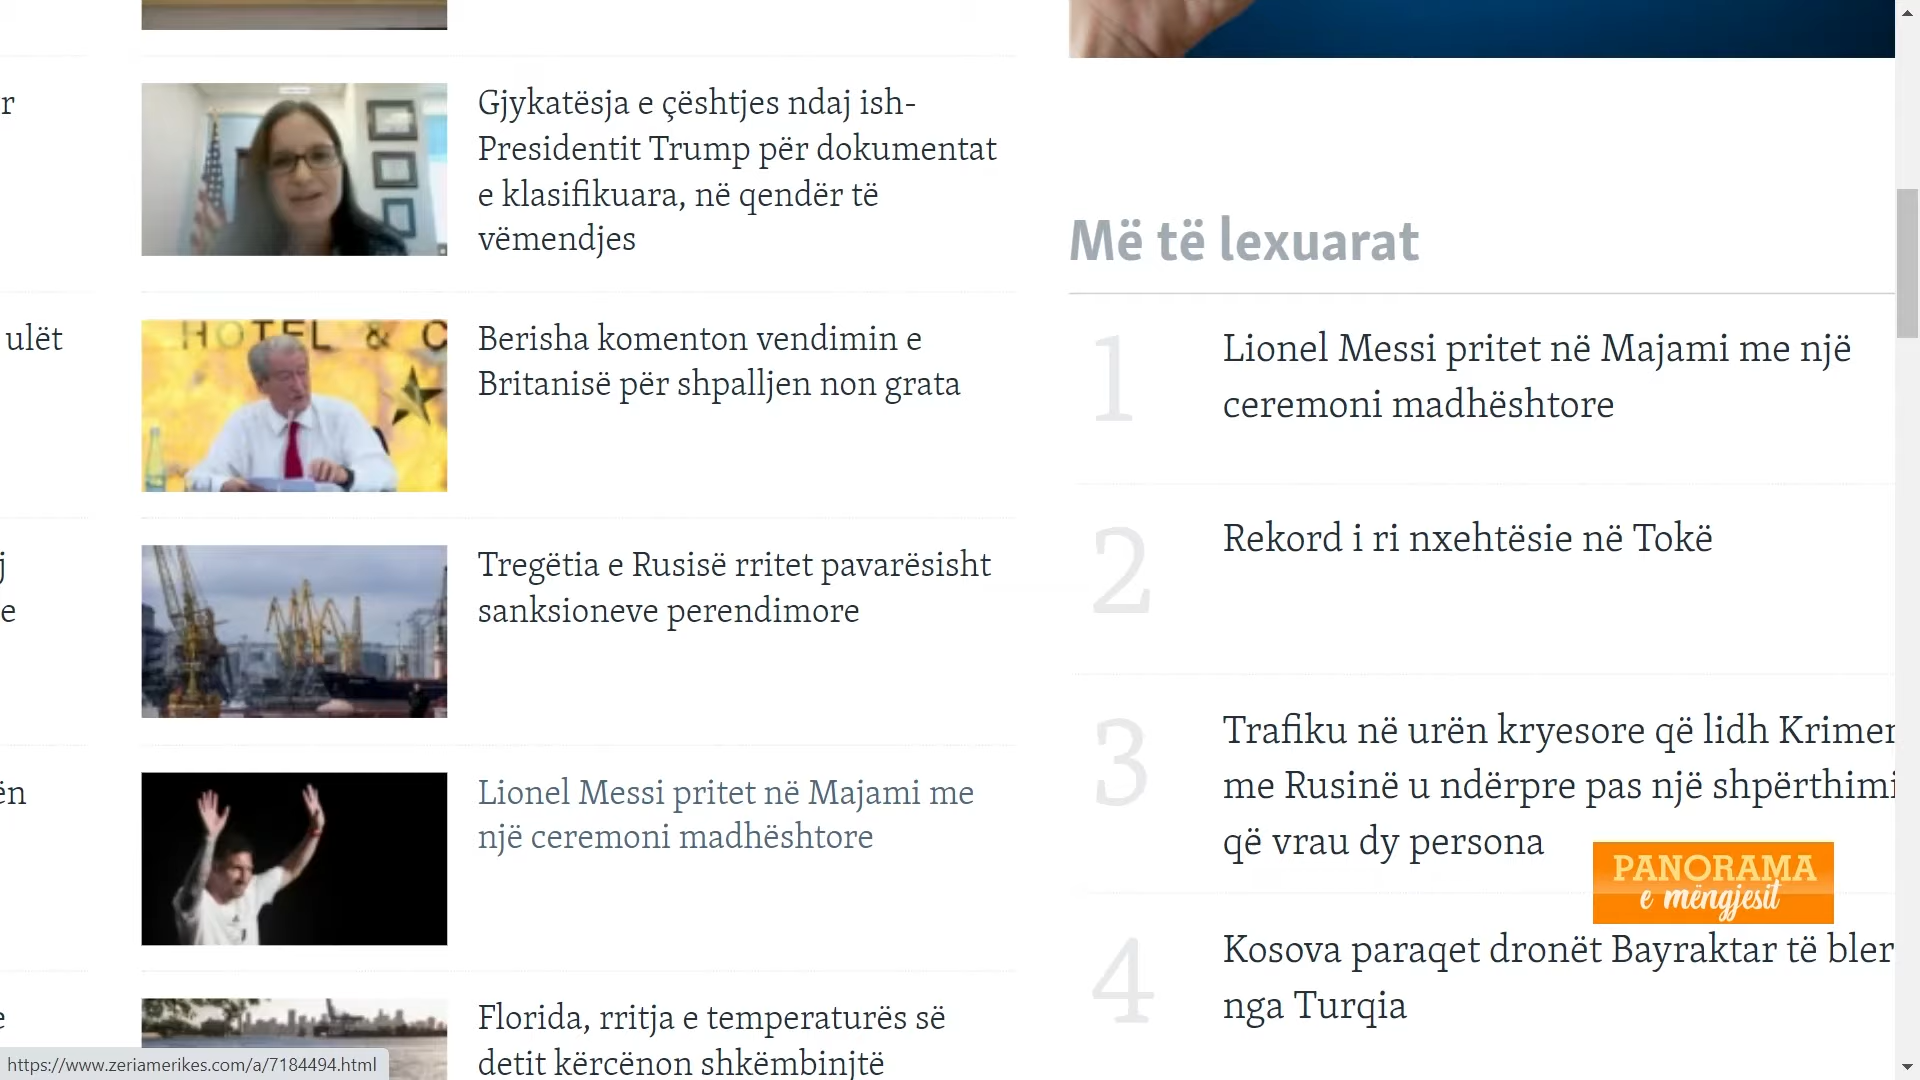 r
Gjykatësja e çështjes ndaj ish-
Presidentit Trump për dokumentat
e klasifikuara, në qendër të
vëmendjes
ulët
HOTEL & C
Berisha komenton vendimin e
Britanisë për shpalljen non grata
j
e
Tregëtia e Rusisë rritet pavarësisht
sanksioneve perendimore
ën
Lionel Messi pritet në Majami me
një ceremoni madhështore
e
Florida, rritja e temperaturës së
detit kërcënon shkëmbinjtë
https://www.zeriamerikes.com/a/7184494.html
Më të lexuarat
1
Lionel Messi pritet në Majami me një
ceremoni madhështore
2
Rekord i ri nxehtësie në Tokë
3
Trafiku në urën kryesore që lidh Krimen
me Rusinë u ndërpre pas një shpërthimi
që vrau dy persona
4
Kosova paraqet dronët Bayraktar të bler
nga Turqia
PANORAMA
e mëngjesit